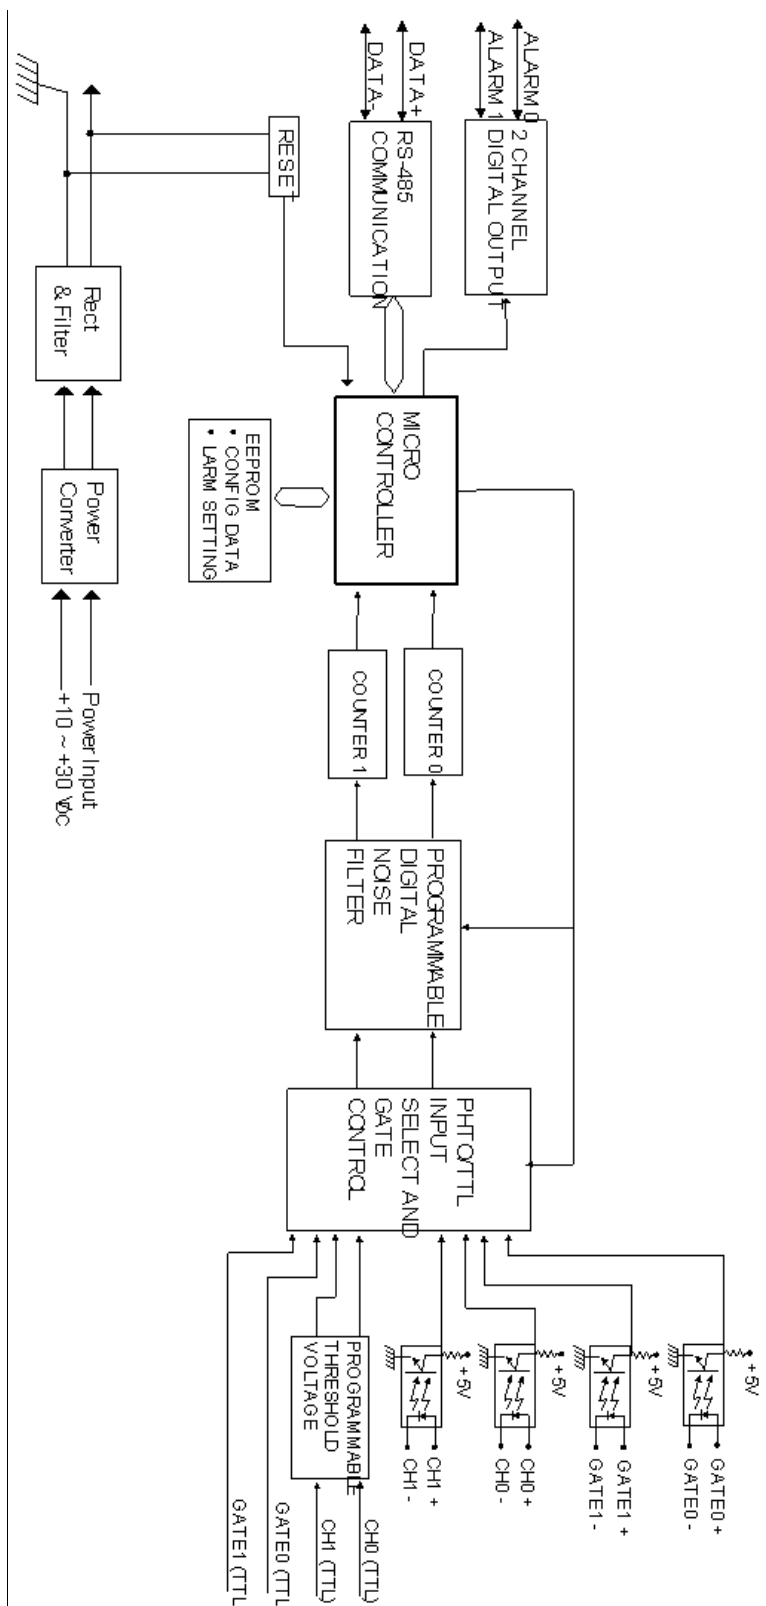 +5V
GATE0 +
GATE0 -
+5V
GATE1 +
GATE1 -
+5V
CH0 +
CH0 -
+5V
CH1 +
CH1 -
ALARM 0
ALARM 1
2 CHANNEL
DIGITAL OUTPUT
DATA+
DATA-
RS-485
COMMUNICATION
MICRO
CONTROLLER
COUNTER 0
COUNTER 1
PROGRAMMABLE
DIGITAL
NOISE
FILTER
PHTO/TTL
INPUT
SELECT AND
GATE
CONTROL
PROGRAMMABLE
THRESHOLD
VOLTAGE
CH0 (TTL)
CH1 (TTL)
GATE0 (TTL
GATE1 (TTL
RESET
EEPROM
• CONFIG DATA
• LARM SETTING
Rect
& Filter
Power
Converter
Power Input
+10 ~ +30 Vdc